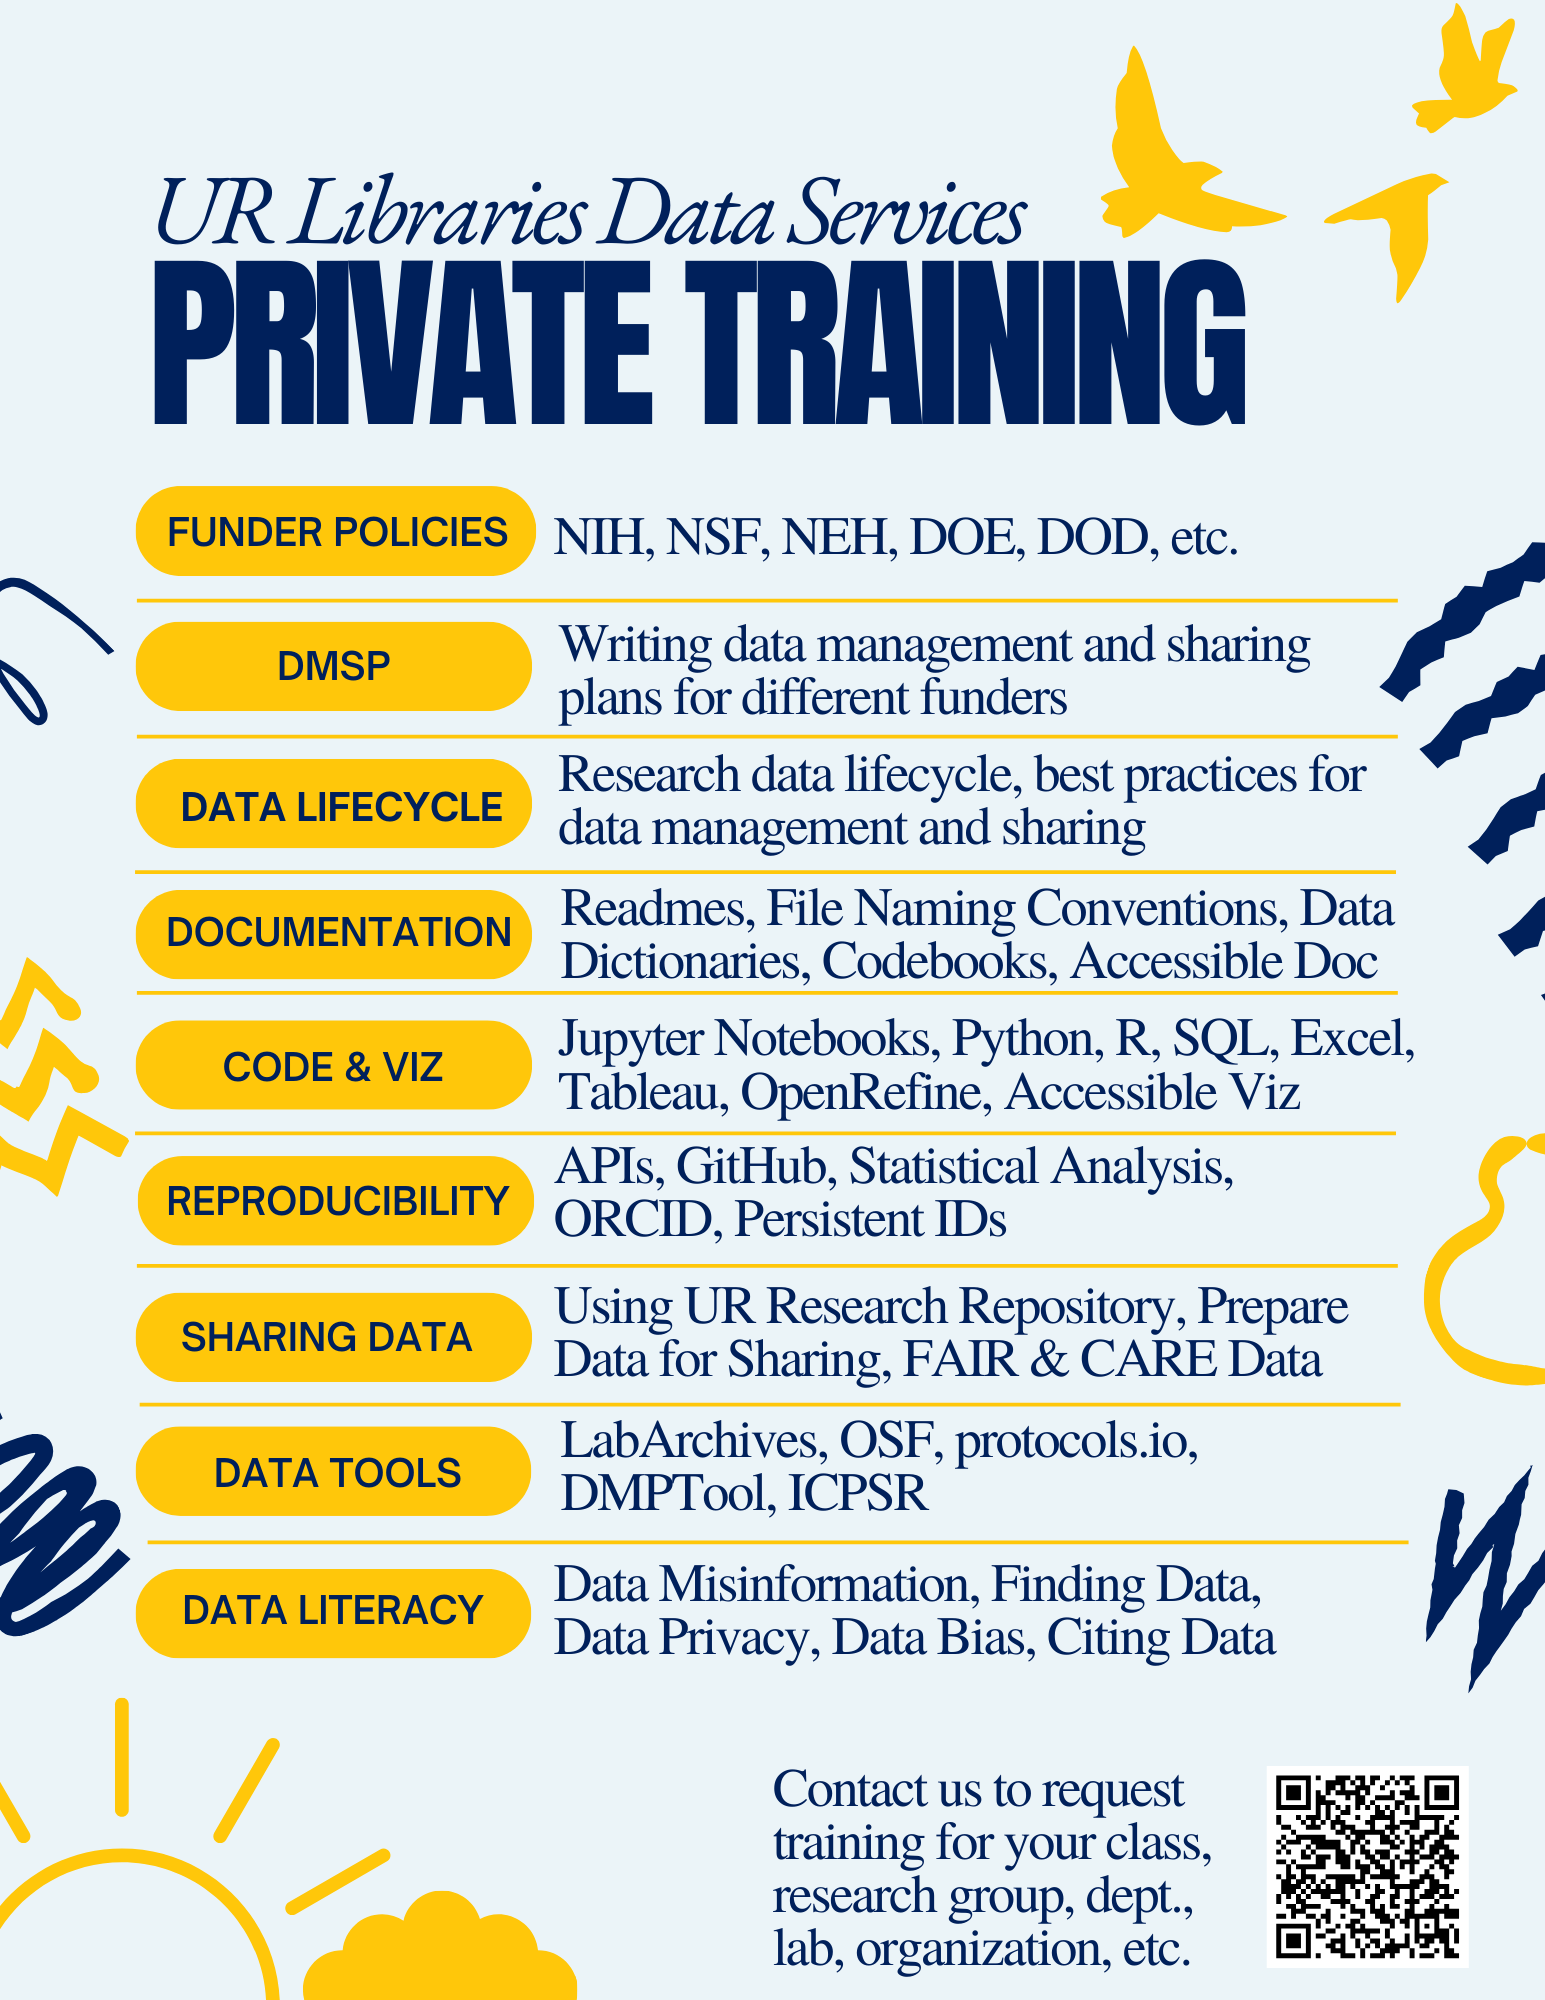 UR Libraries Data Services
PRIVATE TRAINING
FUNDER POLICIES
NIH, NSF, NEH, DOE, DOD, etc.
DMSP
Writing data management and sharing
plans for different funders
DATA LIFECYCLE
Research data lifecycle, best practices for
data management and sharing
DOCUMENTATION
Readmes, File Naming Conventions, Data
Dictionaries, Codebooks, Accessible Doc
CODE & VIZ
Jupyter Notebooks, Python, R, SQL, Excel,
Tableau, OpenRefine, Accessible Viz
REPRODUCIBILITY
APIs, GitHub, Statistical Analysis,
ORCID, Persistent IDs
SHARING DATA
Using UR Research Repository, Prepare
Data for Sharing, FAIR & CARE Data
DATA TOOLS
LabArchives, OSF, protocols.io,
DMPTool, ICPSR
DATA LITERACY
Data Misinformation, Finding Data,
Data Privacy, Data Bias, Citing Data
Contact us to request
training for your class,
research group, dept.,
lab, organization, etc.